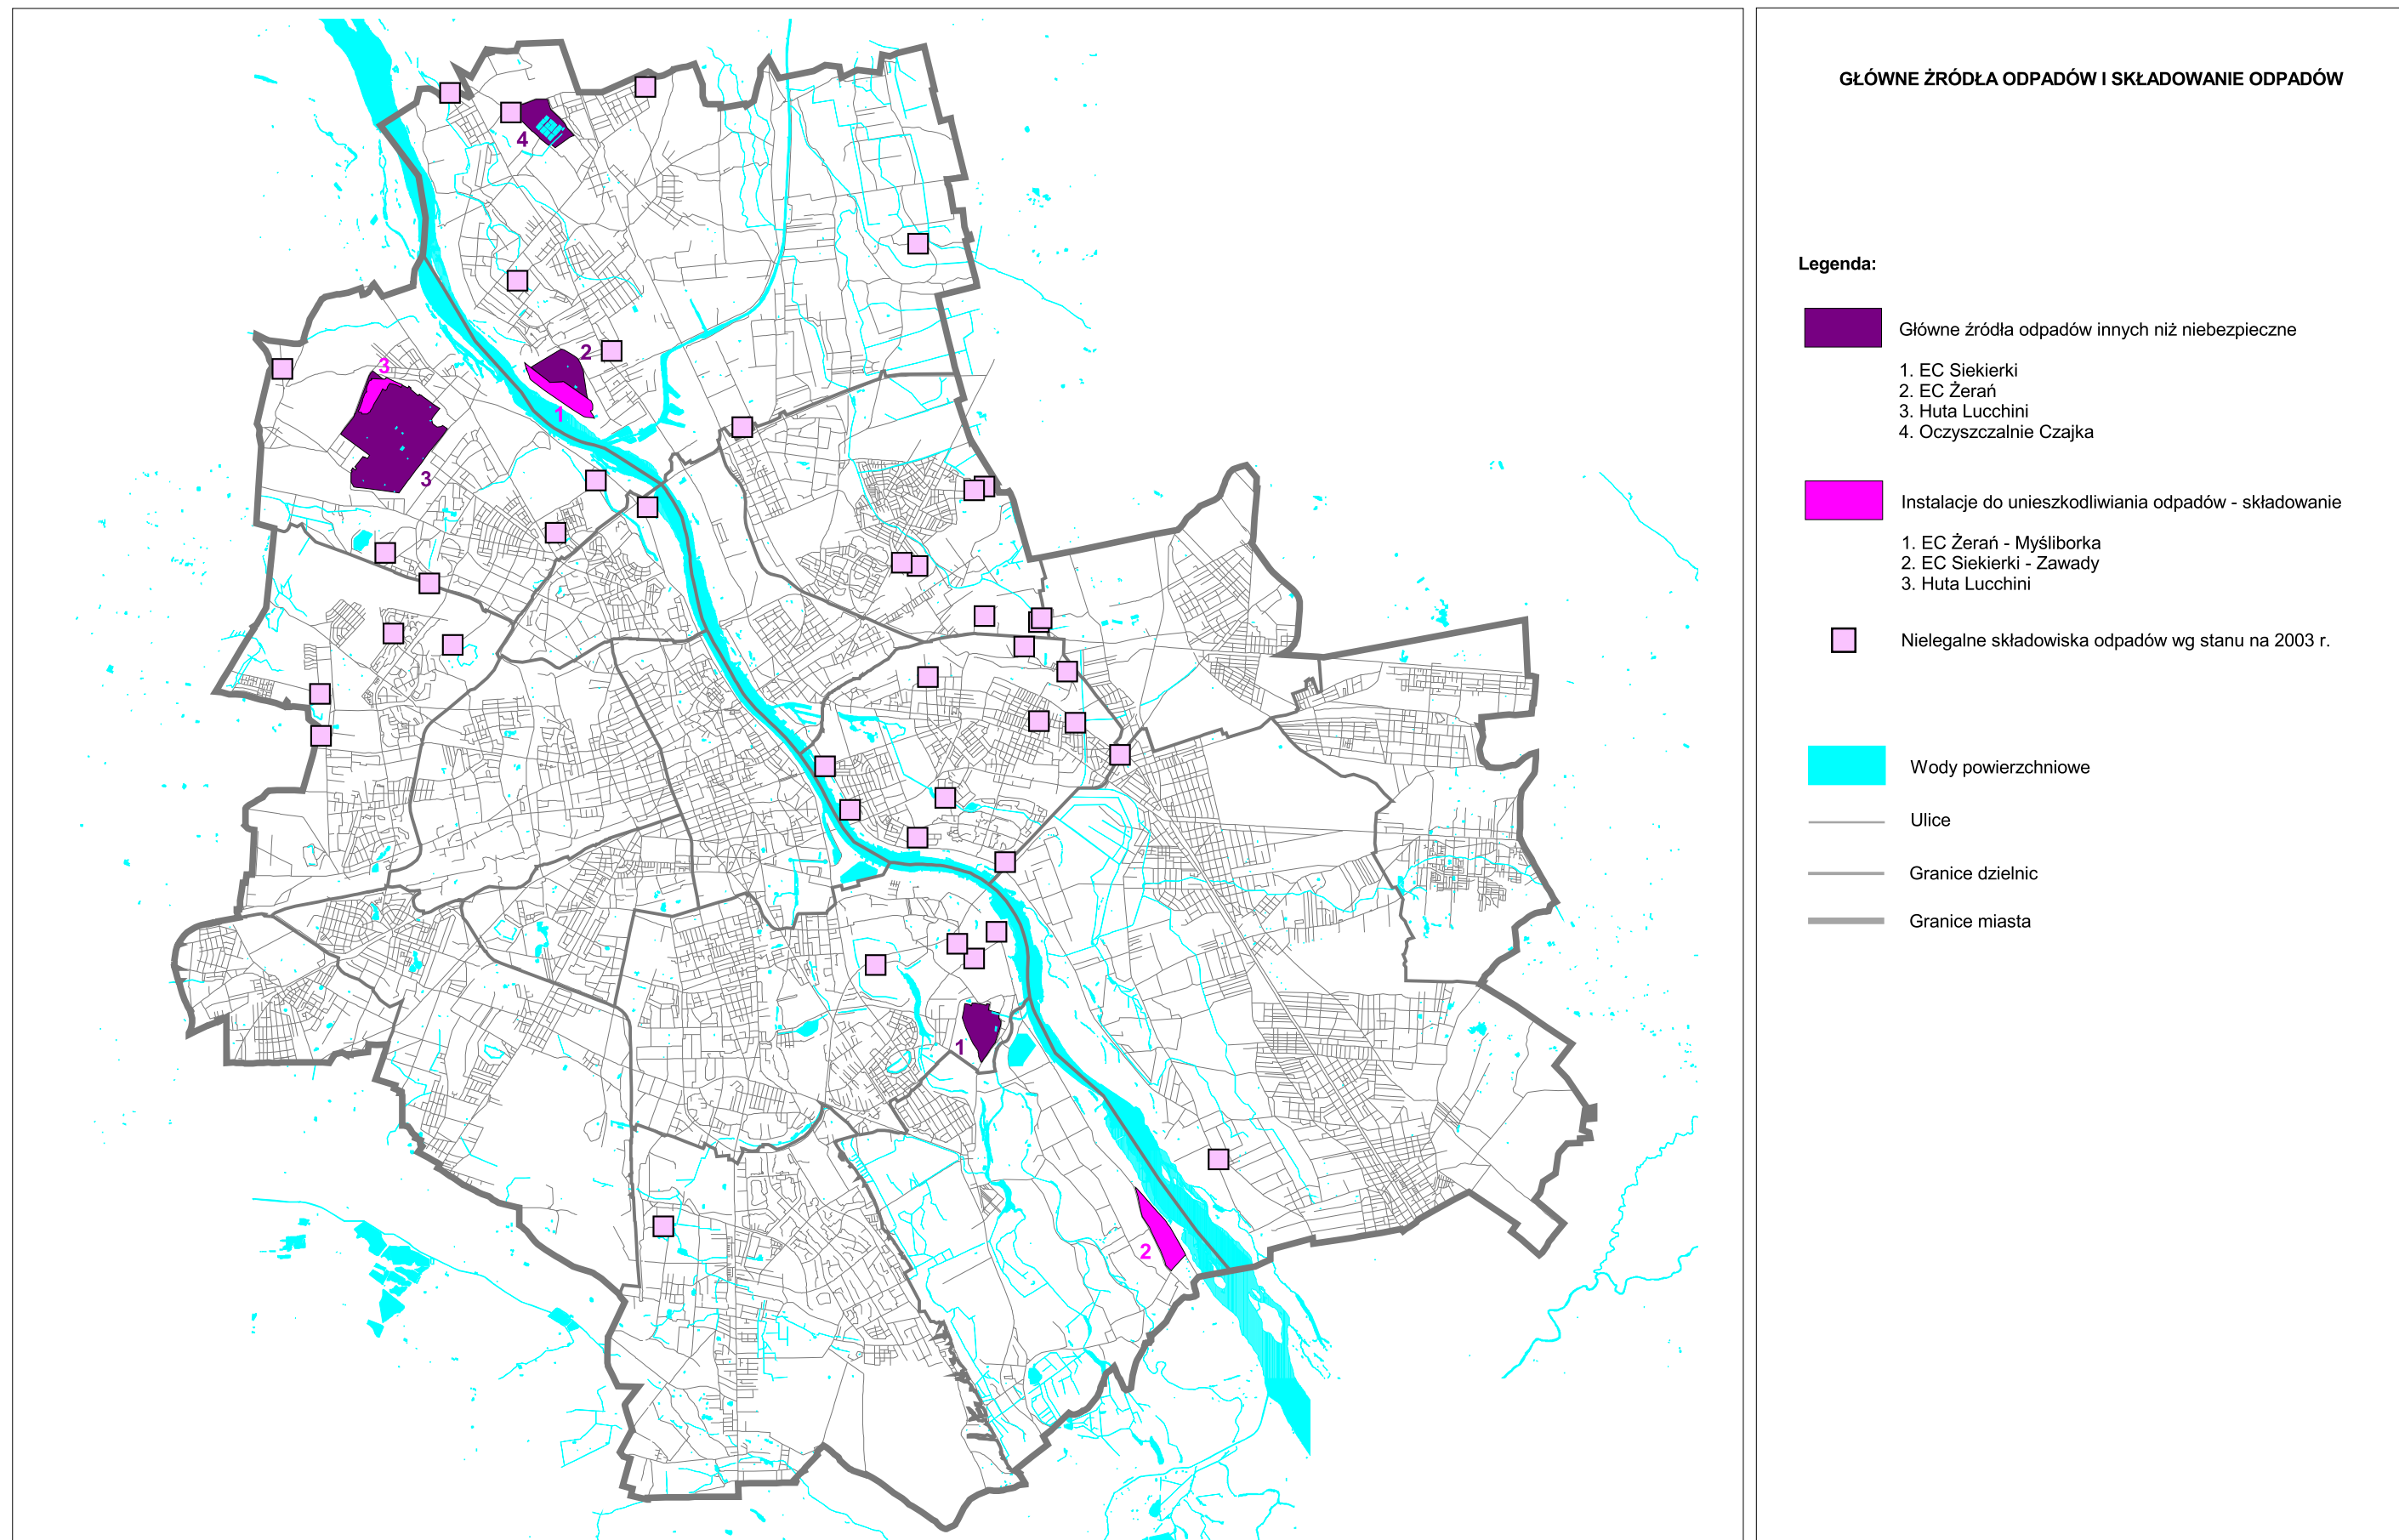 GŁÓWNE ŻRÓDŁA ODPADÓW I SKŁADOWANIE ODPADÓW
Legenda:
Główne źródła odpadów innych niż niebezpieczne
1. EC Siekierki
2. EC Żerań
3. Huta Lucchini
4. Oczyszczalnie Czajka
Instalacje do unieszkodliwiania odpadów - składowanie
1. EC Żerań - Myśliborka
2. EC Siekierki - Zawady
3. Huta Lucchini
Nielegalne składowiska odpadów wg stanu na 2003 r.
Wody powierzchniowe
Ulice
Granice dzielnic
Granice miasta
4
2
3
1
3
1
2